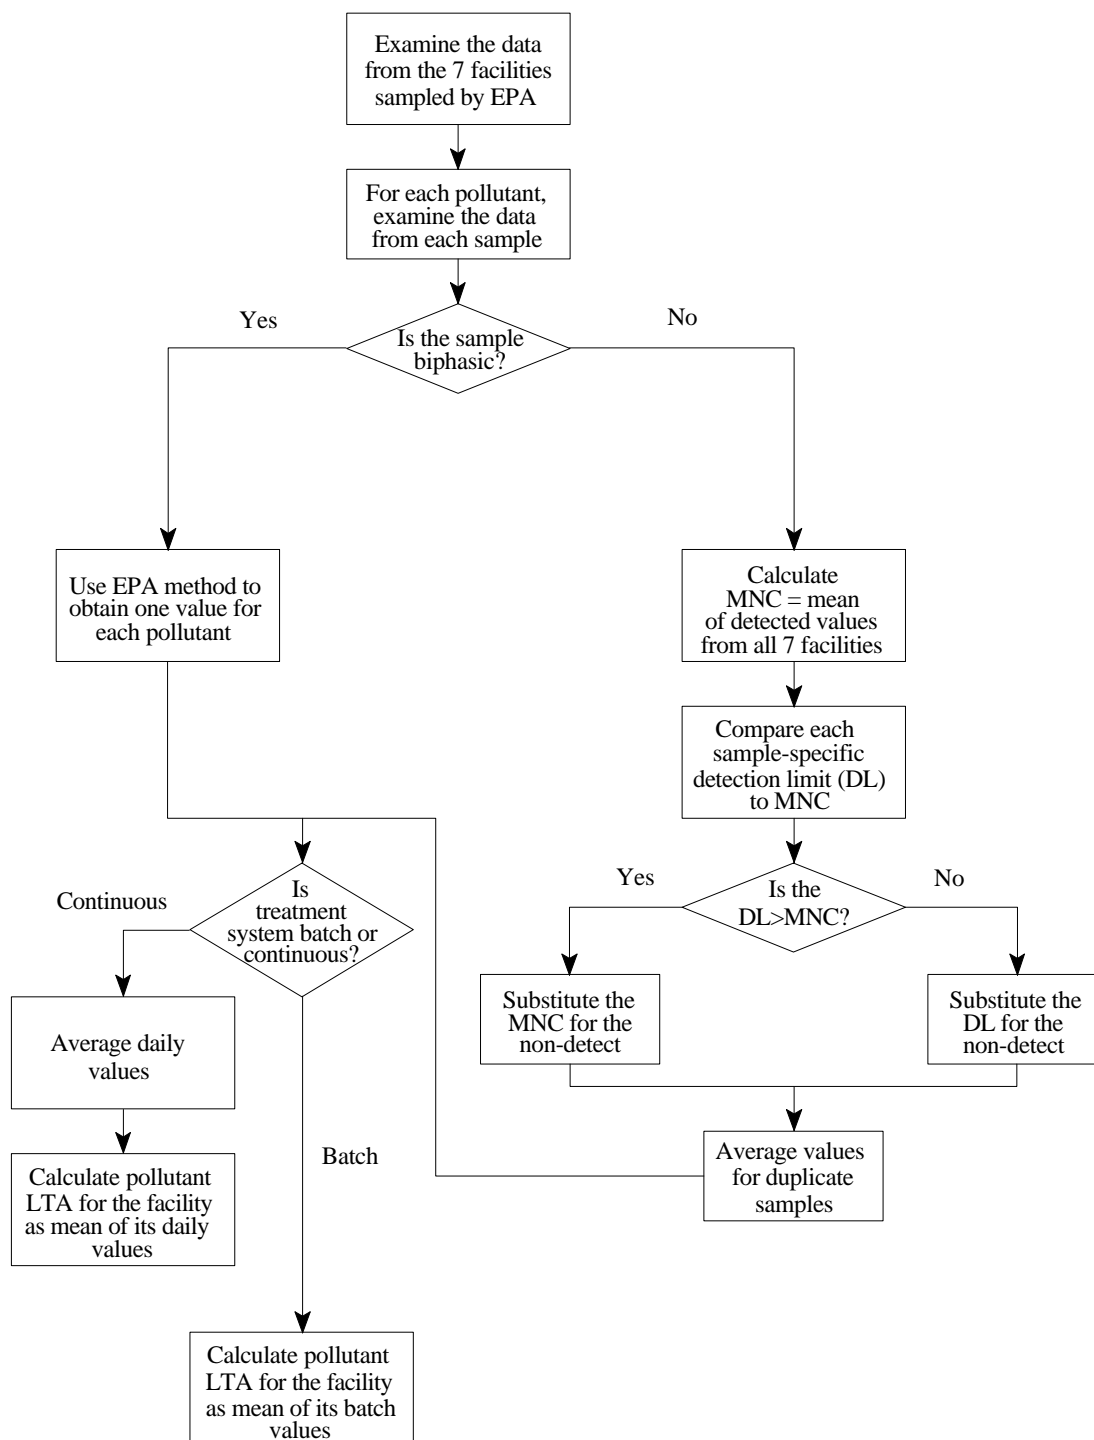 Examine the data
from the 7 facilities
sampled by EPA
For each pollutant,
examine the data
from each sample
Yes
No
Is the sample
biphasic?
Use EPA method to
obtain one value for
each pollutant
Calculate
MNC = mean
of detected values
from all 7 facilities
Compare each
sample-specific
detection limit (DL)
to MNC
Yes
No
Is the
DL>MNC?
Continuous
Is
treatment
system batch or
continuous?
Substitute the
MNC for the
non-detect
Substitute the
DL for the
non-detect
Average daily
values
Batch
Average values
for duplicate
samples
Calculate pollutant
LTA for the facility
as mean of its daily
values
Calculate pollutant
LTA for the facility
as mean of its batch
values